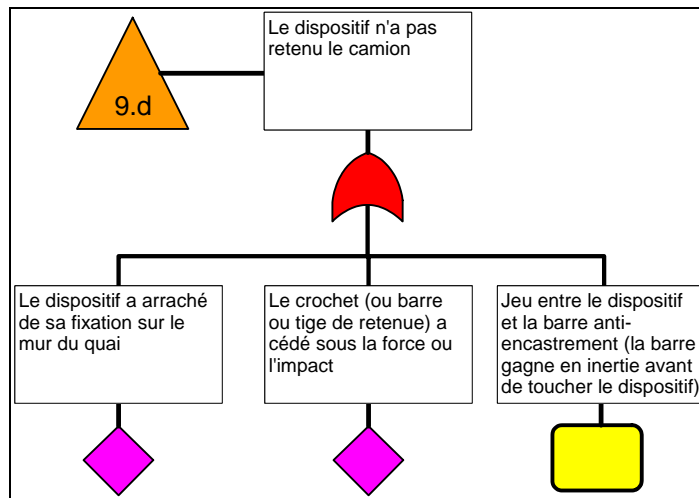 Le dispositif n'a pas
retenu le camion
9.d
Le dispositif a arraché
de sa fixation sur le
mur du quai
Le crochet (ou barre
ou tige de retenue) a
cédé sous la force ou
l'impact
Jeu entre le dispositif
et la barre anti-
encastrement (la barre
gagne en inertie avant
de toucher le dispositif)